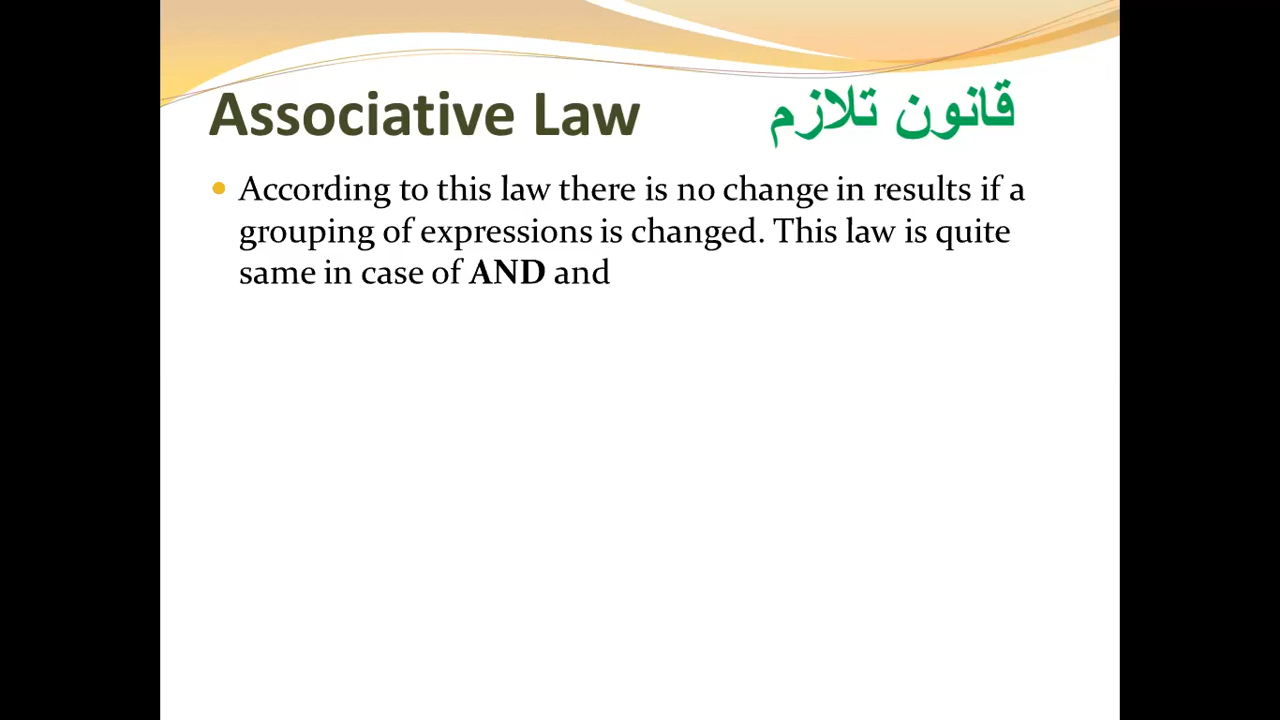 Associative Law قانون تلازم
According to this law there is no change in results if a
grouping of expressions is changed. This law is quite
same in case of AND and